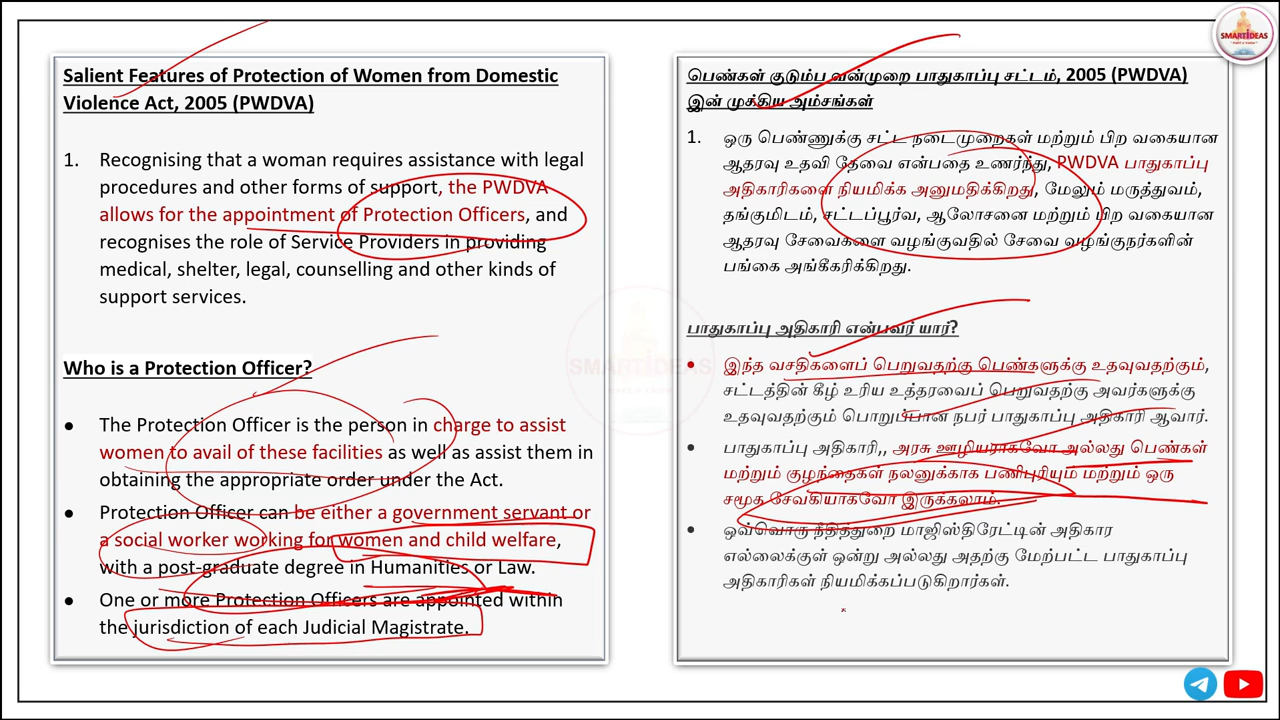 SMARTIDEAS
Salient Features of Protection of Women from Domestic
Violence Act, 2005 (PWDVA)
1. Recognising that a woman requires assistance with legal
procedures and other forms of support, the PWDVA
allows for the appointment of Protection Officers, and
recognises the role of Service Providers in providing
medical, shelter, legal, counselling and other kinds of
support services.
Who is a Protection Officer?
● The Protection Officer is the person in charge to assist
women to avail of these facilities as well as assist them in
obtaining the appropriate order under the Act.
● Protection Officer can be either a government servant or
a social worker working for women and child welfare,
with a post-graduate degree in Humanities or Law.
● One or more Protection Officers are appointed within
the jurisdiction of each Judicial Magistrate.
பெண்கள் குடும்ப வன்முறை பாதுகாப்பு சட்டம், 2005 (PWDVA)
இன் முக்கிய அம்சங்கள்
1. ஒரு பெண்ணுக்கு சட்ட நடைமுறைகள் மற்றும் பிற வகையான
ஆதரவு உதவி தேவை என்பதை உணர்ந்து, PWDVA பாதுகாப்பு
அதிகாரிகளை நியமிக்க அனுமதிக்கிறது, மேலும் மருத்துவம்,
தங்குமிடம், சட்டப்பூர்வ, ஆலோசனை மற்றும் பிற வகையான
ஆதரவு சேவைகளை வழங்குவதில் சேவை வழங்குநர்களின்
பங்கை அங்கீகரிக்கிறது.
பாதுகாப்பு அதிகாரி என்பவர் யார்?
• இந்த வசதிகளைப் பெறுவதற்கு பெண்களுக்கு உதவுவதற்கும்,
சட்டத்தின் கீழ் உரிய உத்தரவைப் பெறுவதற்கு அவர்களுக்கு
உதவுவதற்கும் பொறுப்பான நபர் பாதுகாப்பு அதிகாரி ஆவார்.
• பாதுகாப்பு அதிகாரி,, அரசு ஊழியராகவோ அல்லது பெண்கள்
மற்றும் குழந்தைகள் நலனுக்காக பணிபுரியும் மற்றும் ஒரு
சமூக சேவகியாகவோ இருக்கலாம்.
• ஒவ்வொரு நீதித்துறை மாஜிஸ்திரேட்டின் அதிகார
எல்லைக்குள் ஒன்று அல்லது அதற்கு மேற்பட்ட பாதுகாப்பு
அதிகாரிகள் நியமிக்கப்படுகிறார்கள்.
SMARTIDEAS